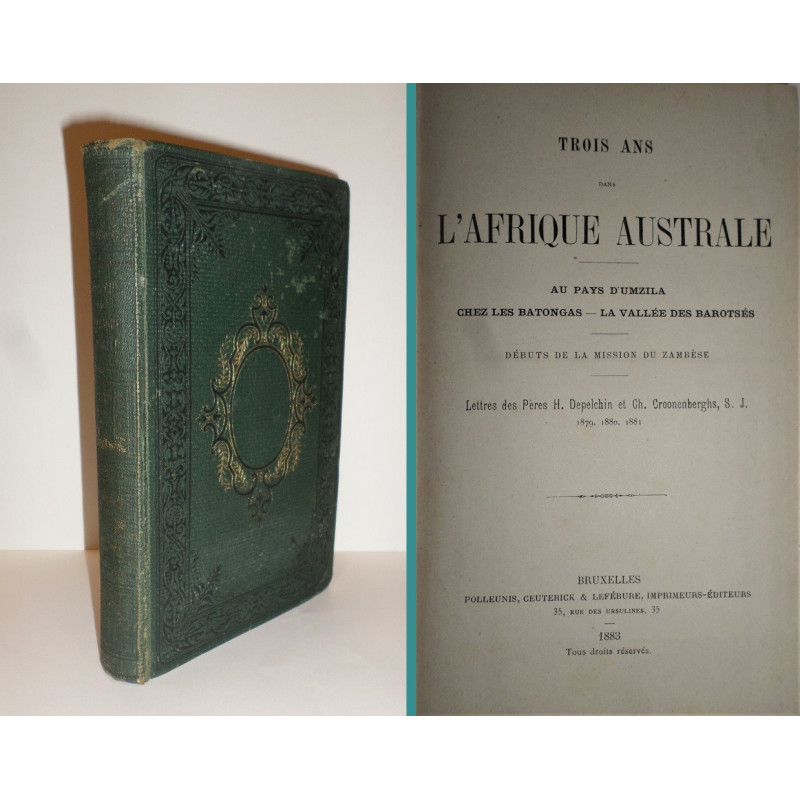 TROIS ANS
DANS
L'AFRIQUE AUSTRALE
AU PAYS D'UMZILA
CHEZ LES BATONGAS — LA VALLÉE DES BAROTSÉS
DÉBUTS DE LA MISSION DU ZAMBÈSE
Lettres des Pères H. Depelchin et Ch. Croonenberghs, S. J.
1879, 1880, 1881
BRUXELLES
POLLEUNIS, CEUTERICK & LEFÉBURE, IMPRIMEURS-ÉDITEURS
35, RUE DES URSULINES, 35
1883
Tous droits réservés.